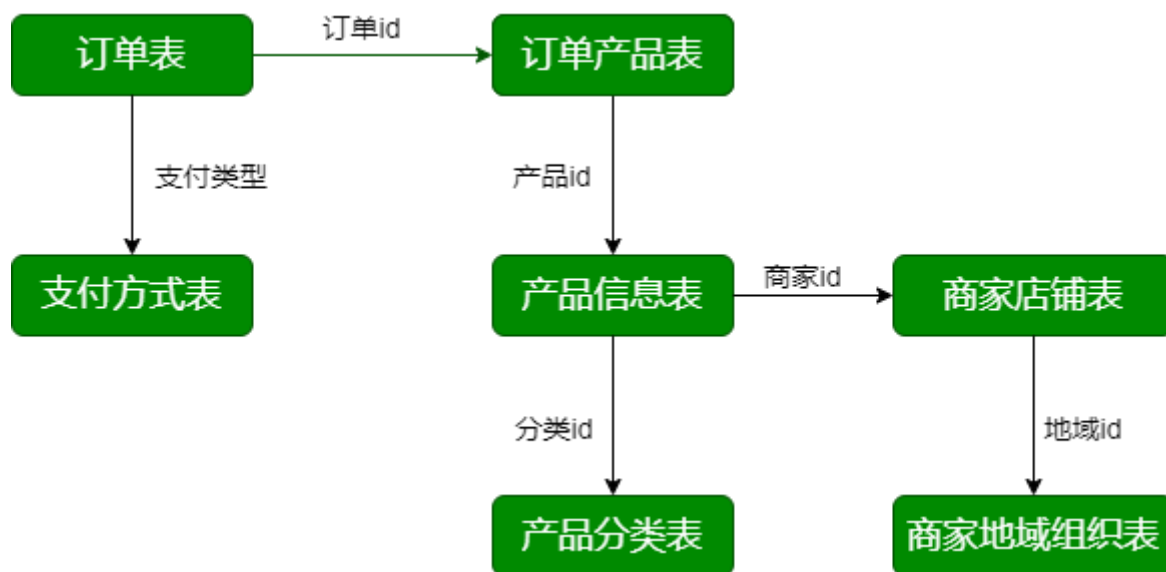 订单id
订单表
订单产品表
支付类型
产品id
支付方式表
产品信息表
商家id
商家店铺表
分类id
地域id
产品分类表
商家地域组织表